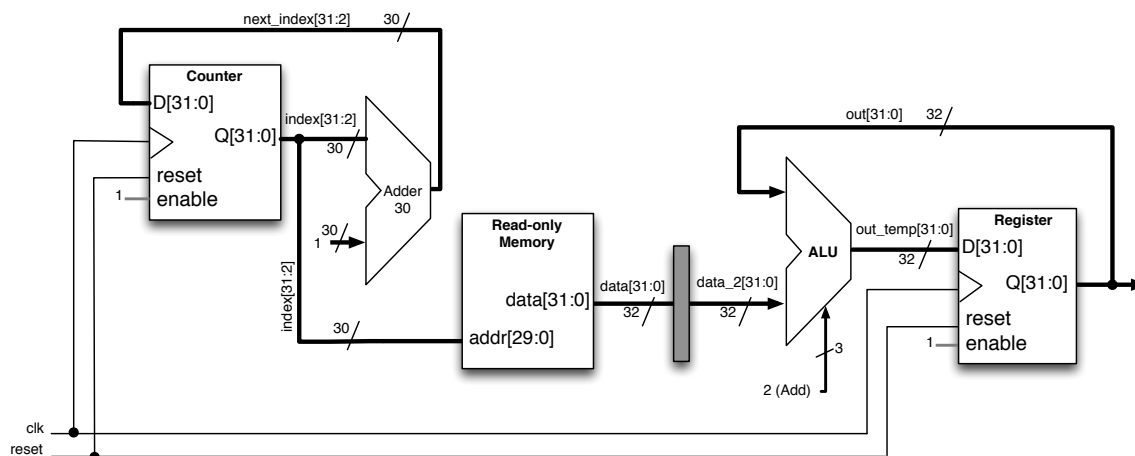 next_index[31:2]
30
Counter
D[31:0]
Q[31:0]
reset
enable
1
index[31:2]
30
Adder
30
30
1
index[31:2]
30
Read-only
Memory
data[31:0]
addr[29:0]
data[31:0]
32
data_2[31:0]
32
out[31:0]
32
ALU
3
2 (Add)
out_temp[31:0]
32
Register
D[31:0]
Q[31:0]
reset
enable
1
clk
reset